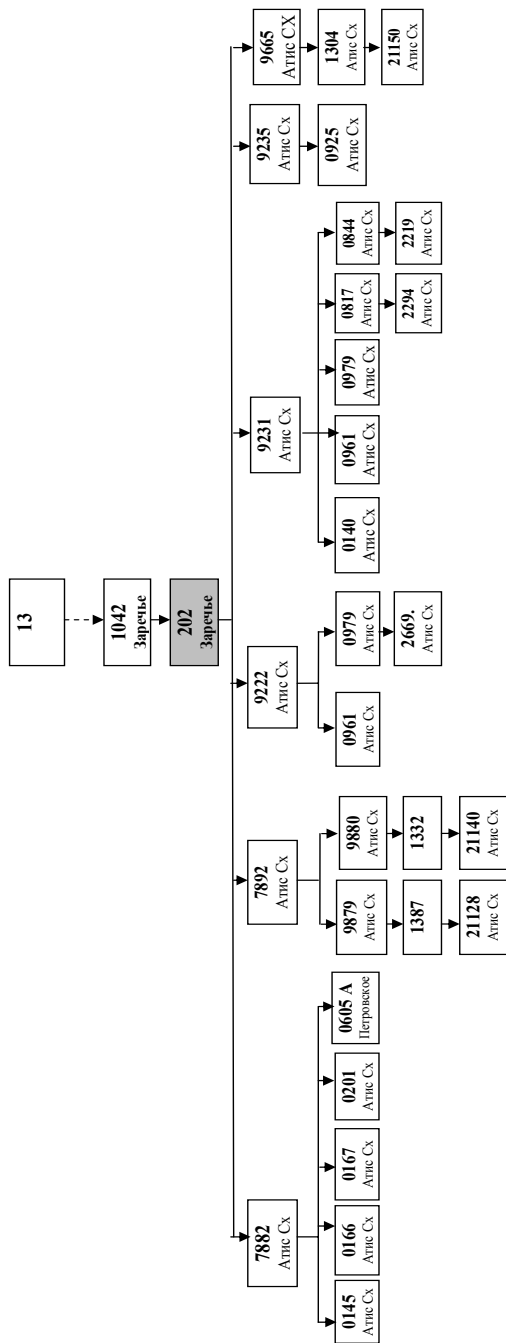 13
1042
Заречье
202
Заречье
7882
Атис Сх
7892
Атис Сх
9222
Атис Сх
9231
Атис Сх
9235
Атис Сх
9665
Атис СХ
0145
Атис Сх
0166
Атис Сх
0167
Атис Сх
0201
Атис Сх
0605 А
Петровское
9879
Атис Сх
9880
Атис Сх
0961
Атис Сх
0979
Атис Сх
0140
Атис Сх
0961
Атис Сх
0979
Атис Сх
0817
Атис Сх
0844
Атис Сх
0925
Атис Сх
1304
Атис Сх
1387
1332
2669.
Атис Сх
2294
Атис Сх
2219
Атис Сх
21150
Атис Сх
21128
Атис Сх
21140
Атис Сх